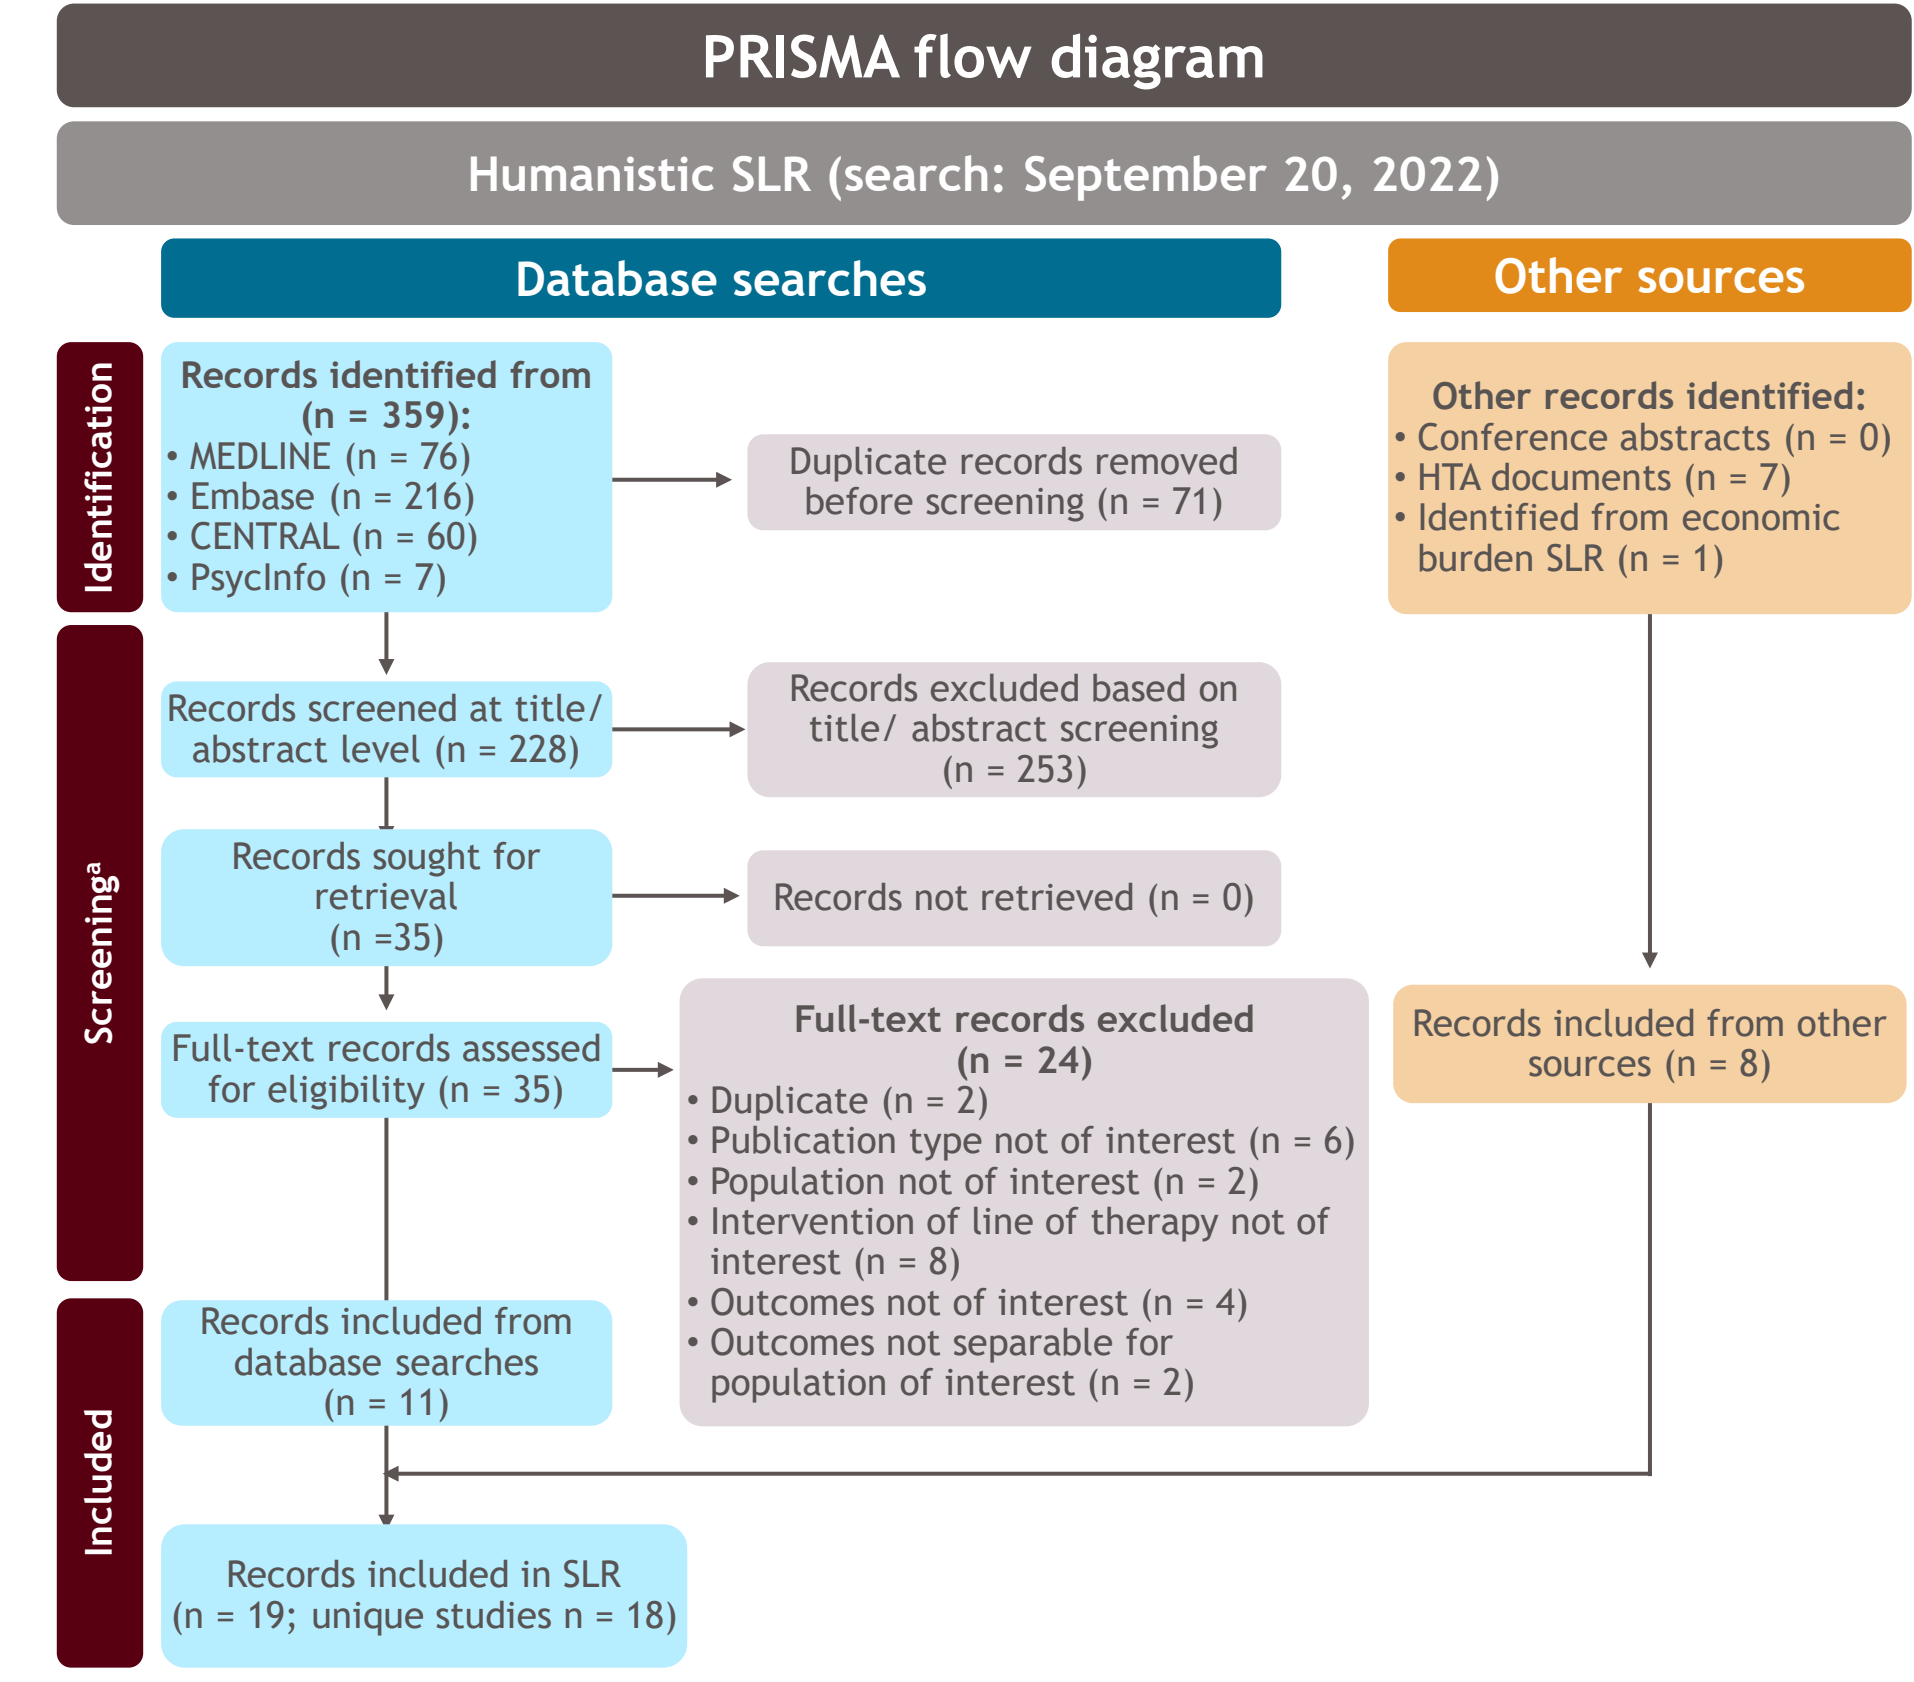 PRISMA flow diagram
Humanistic SLR (search: September 20, 2022)
Database searches
Other sources
Identification
Records identified from
(n = 359):
• MEDLINE (n = 76)
• Embase (n = 216)
• CENTRAL (n = 60)
• PsycInfo (n = 7)
Duplicate records removed
before screening (n = 71)
Other records identified:
• Conference abstracts (n = 0)
• HTA documents (n = 7)
• Identified from economic
burden SLR (n = 1)
Screeningᵃ
Records screened at title/
abstract level (n = 228)
Records excluded based on
title/ abstract screening
(n = 253)
Records sought for
retrieval
(n =35)
Records not retrieved (n = 0)
Full-text records assessed
for eligibility (n = 35)
Full-text records excluded
(n = 24)
• Duplicate (n = 2)
• Publication type not of interest (n = 6)
• Population not of interest (n = 2)
• Intervention of line of therapy not of
interest (n = 8)
• Outcomes not of interest (n = 4)
• Outcomes not separable for
population of interest (n = 2)
Records included from other
sources (n = 8)
Included
Records included from
database searches
(n = 11)
Records included in SLR
(n = 19; unique studies n = 18)